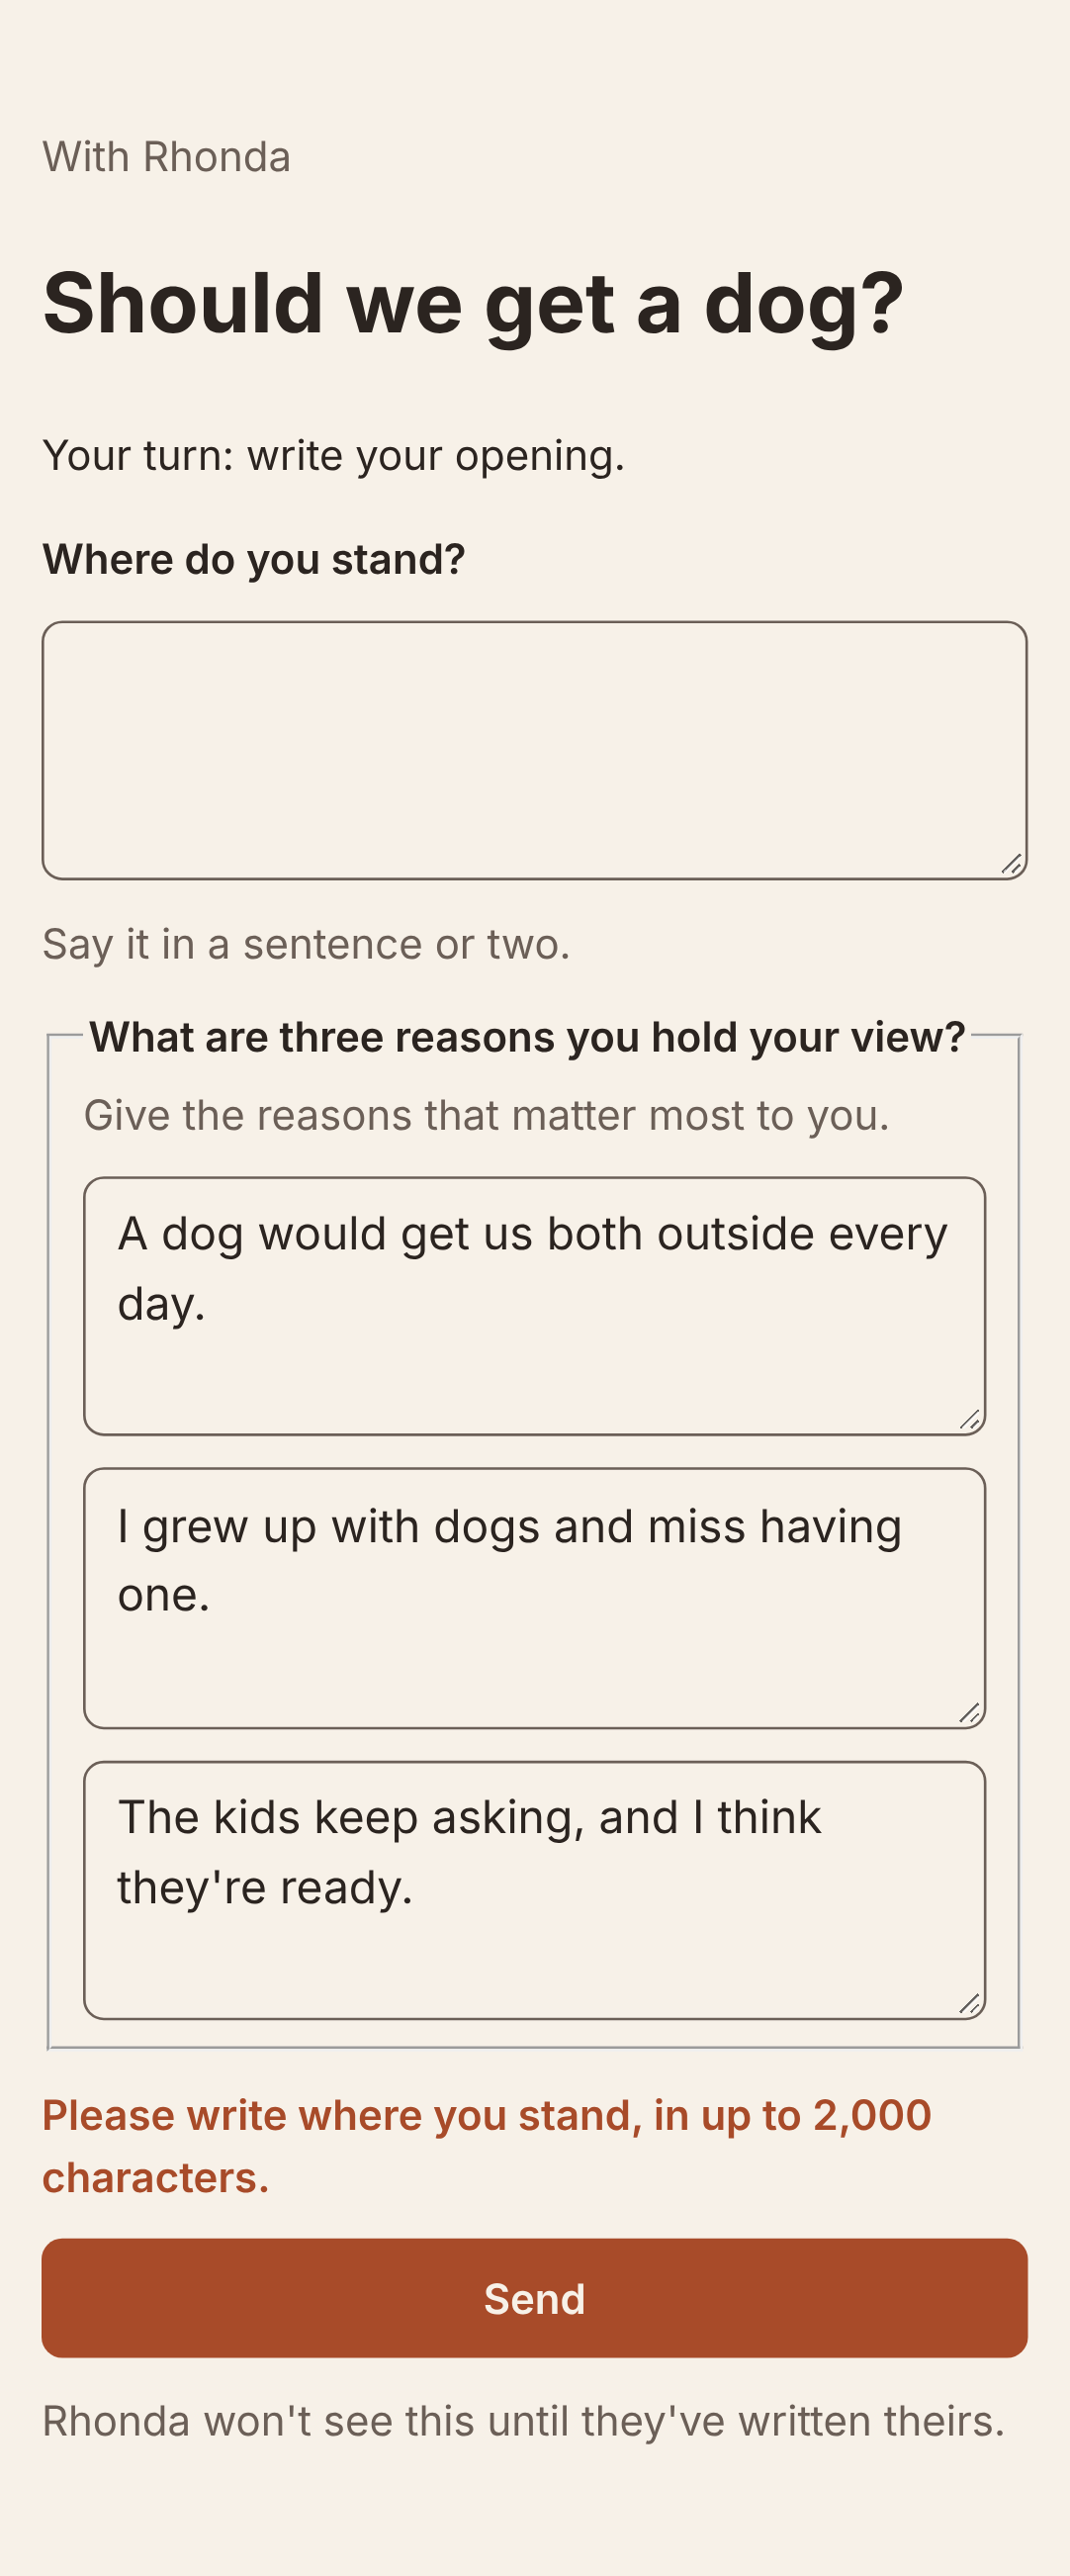 With Rhonda
Should we get a dog?
Your turn: write your opening.
Where do you stand?
Say it in a sentence or two.
What are three reasons you hold your view?
Give the reasons that matter most to you.
A dog would get us both outside every
day.
I grew up with dogs and miss having
one.
The kids keep asking, and I think
they're ready.
Please write where you stand, in up to 2,000
characters.
Send
Rhonda won't see this until they've written theirs.